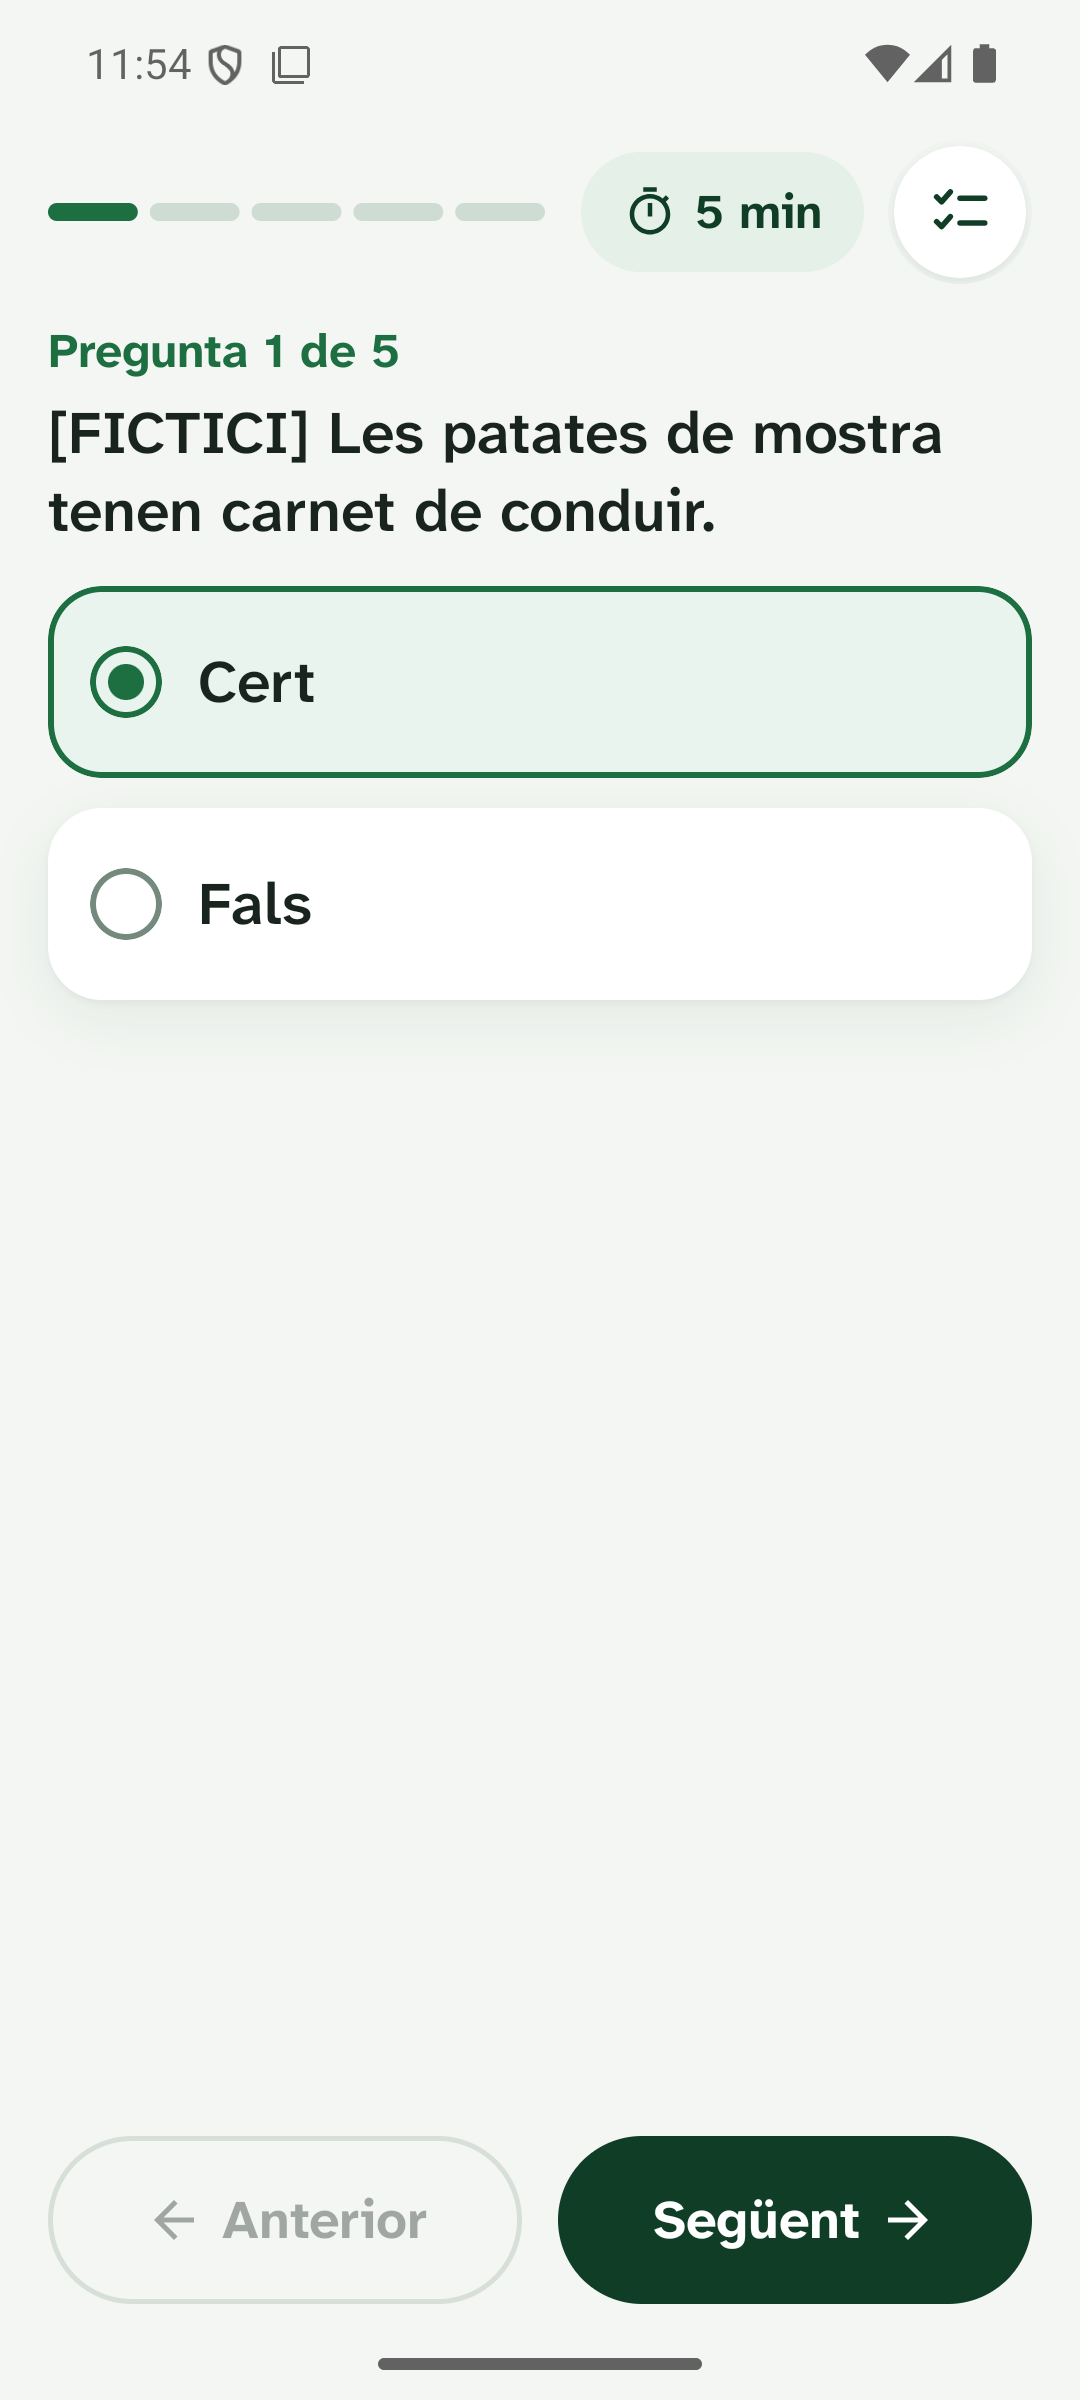 11:54
5 min
Pregunta 1 de 5
[FICTICI] Les patates de mostra
tenen carnet de conduir.
Cert
Fals
Anterior
Següent